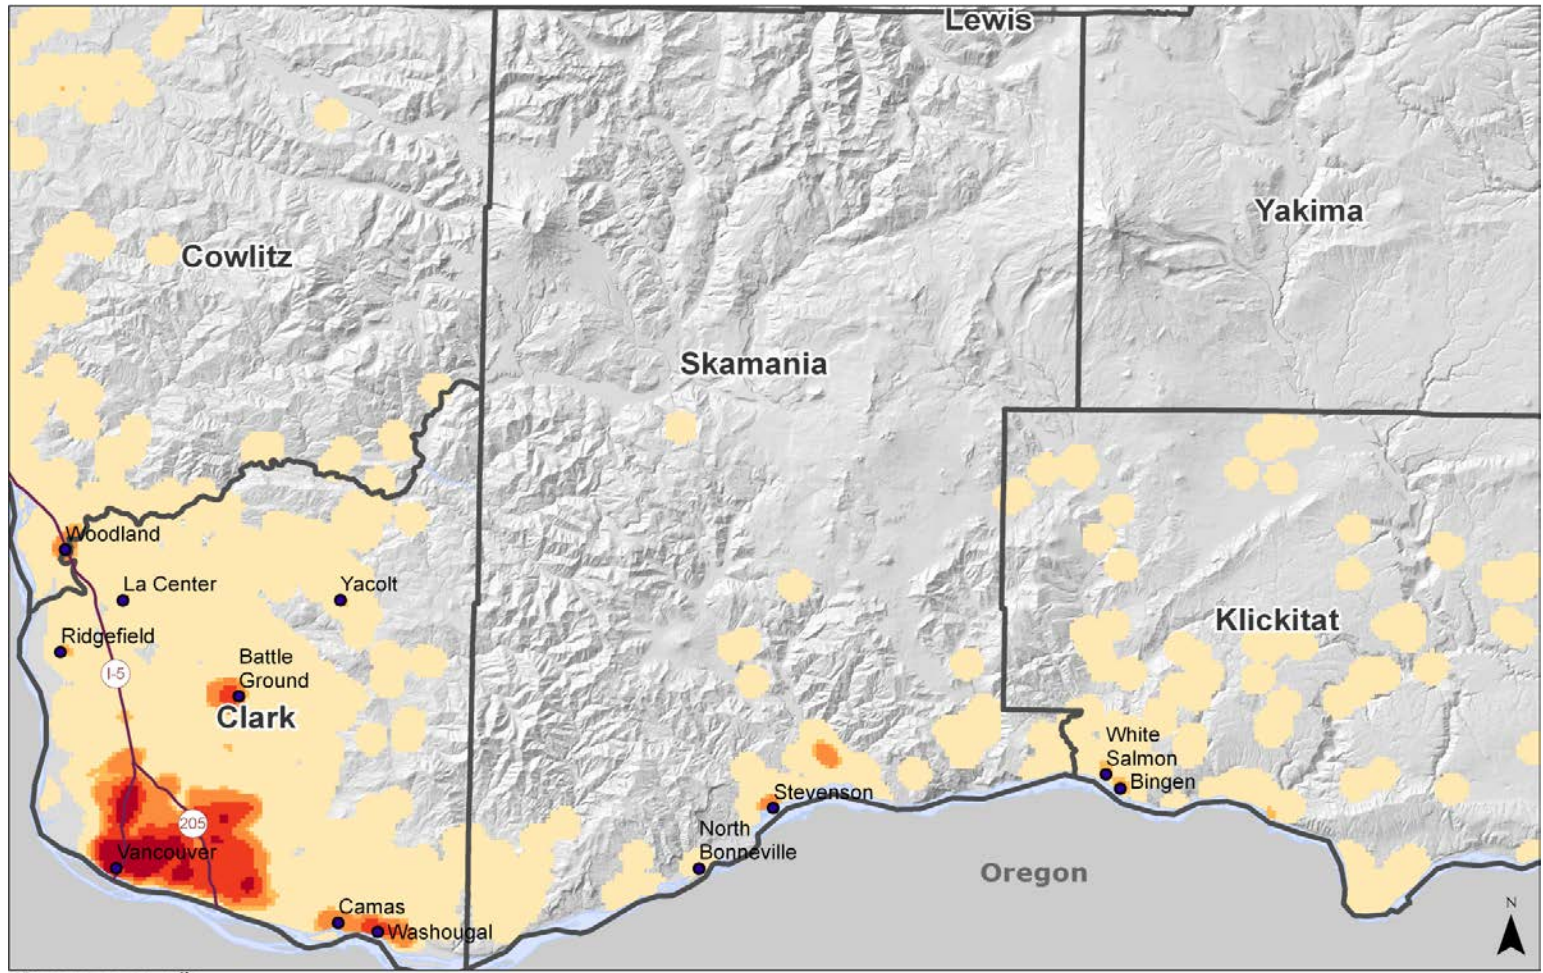 Lewis
Yakima
Cowlitz
Skamania
Woodland
La Center
Yacolt
Klickitat
Ridgefield
I-5
Battle
Ground
Clark
White
Salmon
Bingen
Stevenson
205
North
Bonneville
Vancouver
Oregon
Camas
Washougal
N